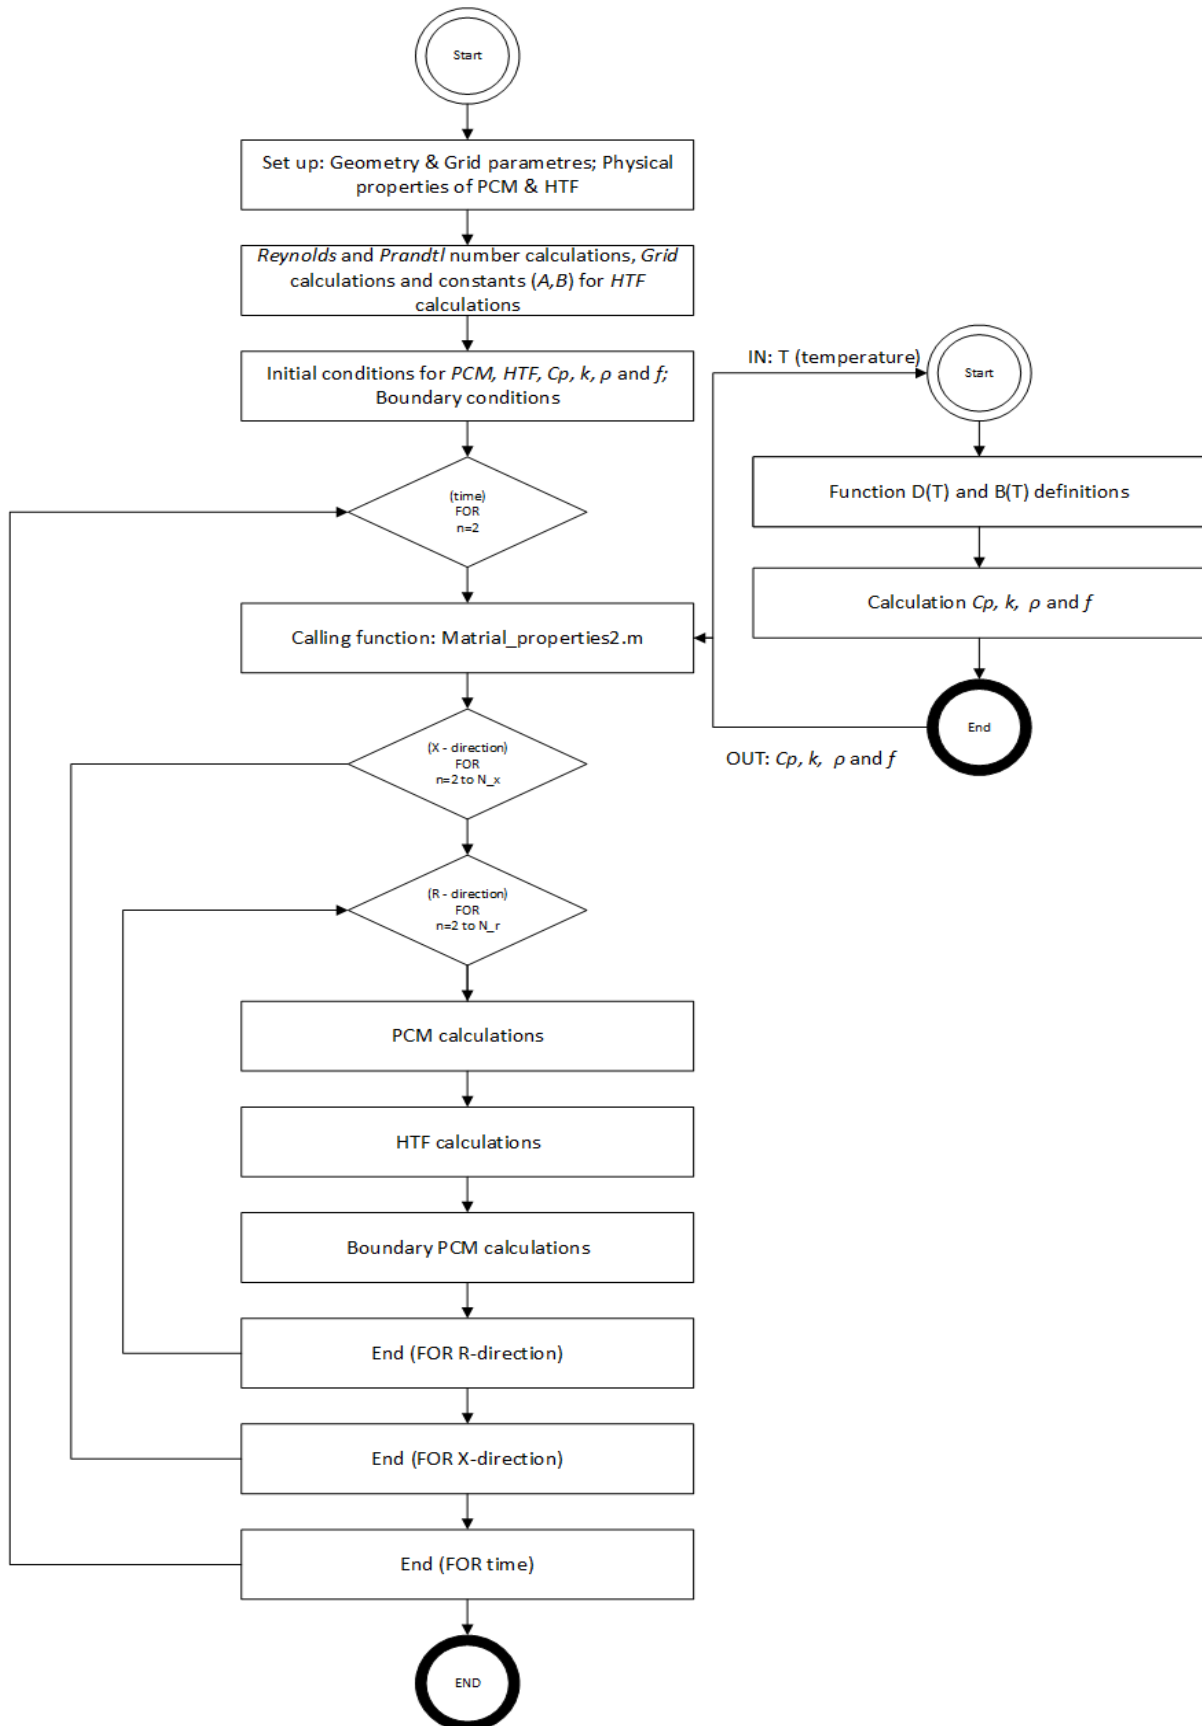 Start
Set up: Geometry & Grid parametres; Physical
properties of PCM & HTF
Reynolds and Prandtl number calculations, Grid
calculations and constants (A,B) for HTF
calculations
Initial conditions for PCM, HTF, Cp, k, ρ and f;
Boundary conditions
(time)
FOR
n=2
Calling function: Matrial_properties2.m
(X - direction)
FOR
n=2 to N_x
(R - direction)
FOR
n=2 to N_r
PCM calculations
HTF calculations
Boundary PCM calculations
End (FOR R-direction)
End (FOR X-direction)
End (FOR time)
END
IN: T (temperature)
Start
Function D(T) and B(T) definitions
Calculation Cp, k, ρ and f
End
OUT: Cp, k, ρ and f